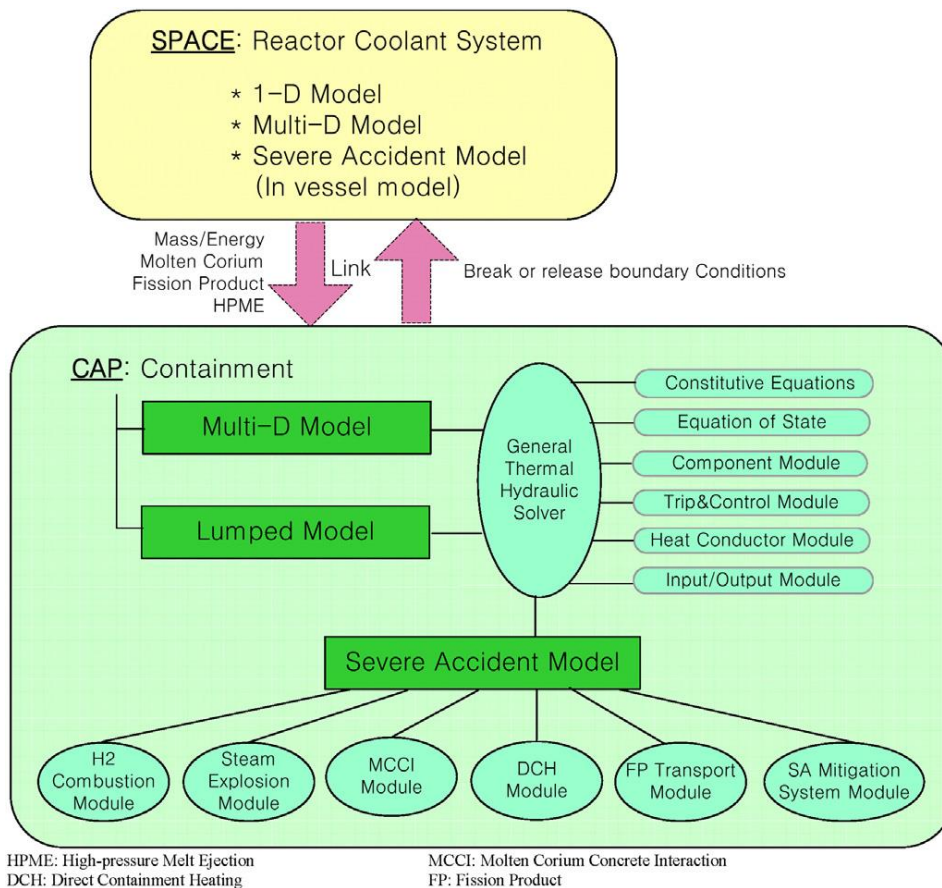 SPACE: Reactor Coolant System
* 1-D Model
* Multi-D Model
* Severe Accident Model
(In vessel model)
Mass/Energy
Molten Corium
Fission Product
HPME
Link
Break or release boundary Conditions
CAP: Containment
Multi-D Model
Lumped Model
General
Thermal
Hydraulic
Solver
Constitutive Equations
Equation of State
Component Module
Trip&Control Module
Heat Conductor Module
Input/Output Module
Severe Accident Model
H2
Combustion
Module
Steam
Explosion
Module
MCCI
Module
DCH
Module
FP Transport
Module
SA Mitigation
System Module
HPME: High-pressure Melt Ejection
MCCI: Molten Corium Concrete Interaction
DCH: Direct Containment Heating
FP: Fission Product